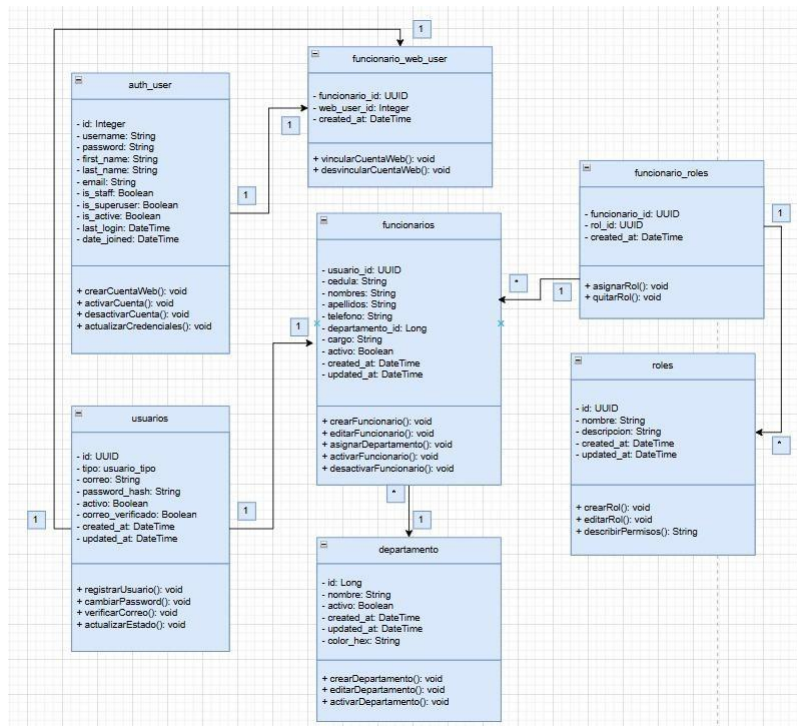 1
funcionario_web_user
- funcionario_id: UUID
- web_user_id: Integer
- created_at: DateTime
+ vincularCuentaWeb(): void
+ desvincularCuentaWeb(): void
auth_user
- id: Integer
- username: String
- password: String
- first_name: String
- last_name: String
- email: String
- is_staff: Boolean
- is_superuser: Boolean
- is_active: Boolean
- last_login: DateTime
- date_joined: DateTime
+ crearCuentaWeb(): void
+ activarCuenta(): void
+ desactivarCuenta(): void
+ actualizarCredenciales(): void
1
1
funcionario_roles
- funcionario_id: UUID
- rol_id: UUID
- created_at: DateTime
+ asignarRol(): void
+ quitarRol(): void
1
*
1
funcionarios
- usuario_id: UUID
- cedula: String
- nombres: String
- apellidos: String
- telefono: String
- departamento_id: Long
- cargo: String
- activo: Boolean
- created_at: DateTime
- updated_at: DateTime
+ crearFuncionario(): void
+ editarFuncionario(): void
+ asignarDepartamento(): void
+ activarFuncionario(): void
+ desactivarFuncionario(): void
1
roles
- id: UUID
- nombre: String
- descripcion: String
- created_at: DateTime
- updated_at: DateTime
+ crearRol(): void
+ editarRol(): void
+ describirPermisos(): String
*
usuarios
- id: UUID
- tipo: usuario_tipo
- correo: String
- password_hash: String
- activo: Boolean
- correo_verificado: Boolean
- created_at: DateTime
- updated_at: DateTime
+ registrarUsuario(): void
+ cambiarPassword(): void
+ verificarCorreo(): void
+ actualizarEstado(): void
1
1
*
1
departamento
- id: Long
- nombre: String
- activo: Boolean
- created_at: DateTime
- updated_at: DateTime
- color_hex: String
+ crearDepartamento(): void
+ editarDepartamento(): void
+ activarDepartamento(): void